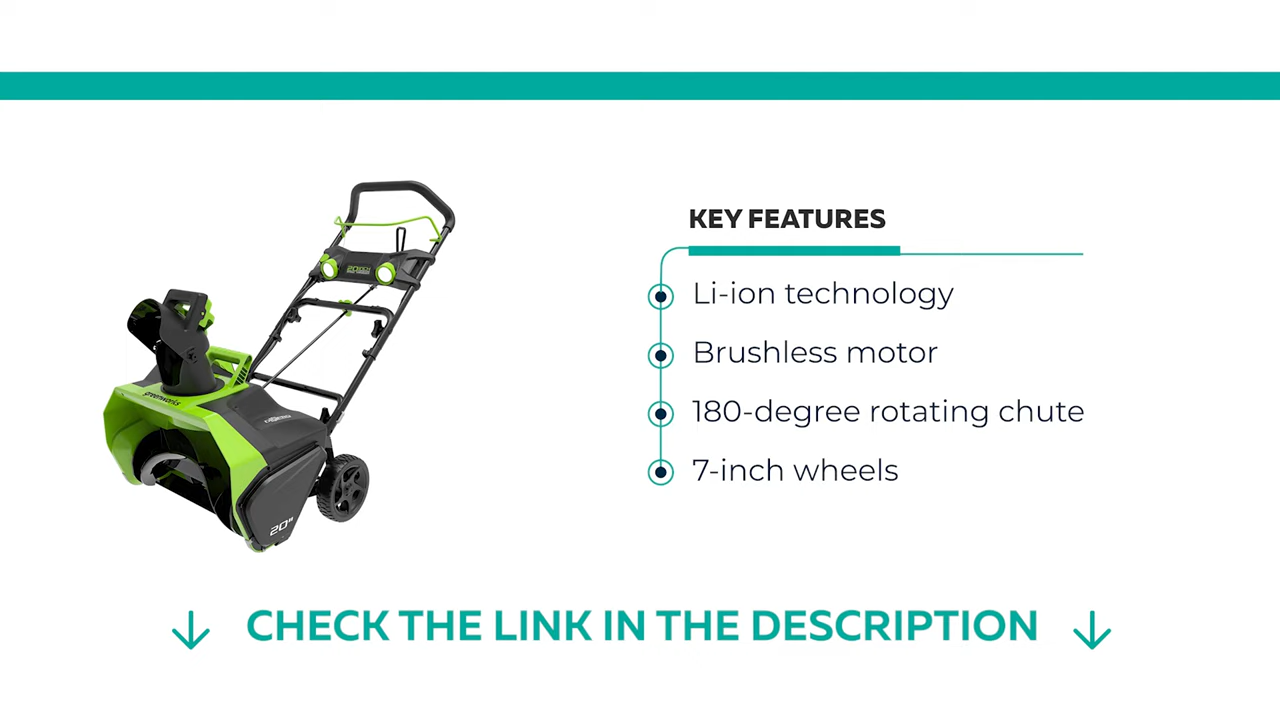 KEY FEATURES
Li-ion technology
Brushless motor
180-degree rotating chute
7-inch wheels
greenworks
20"
CHECK THE LINK IN THE DESCRIPTION